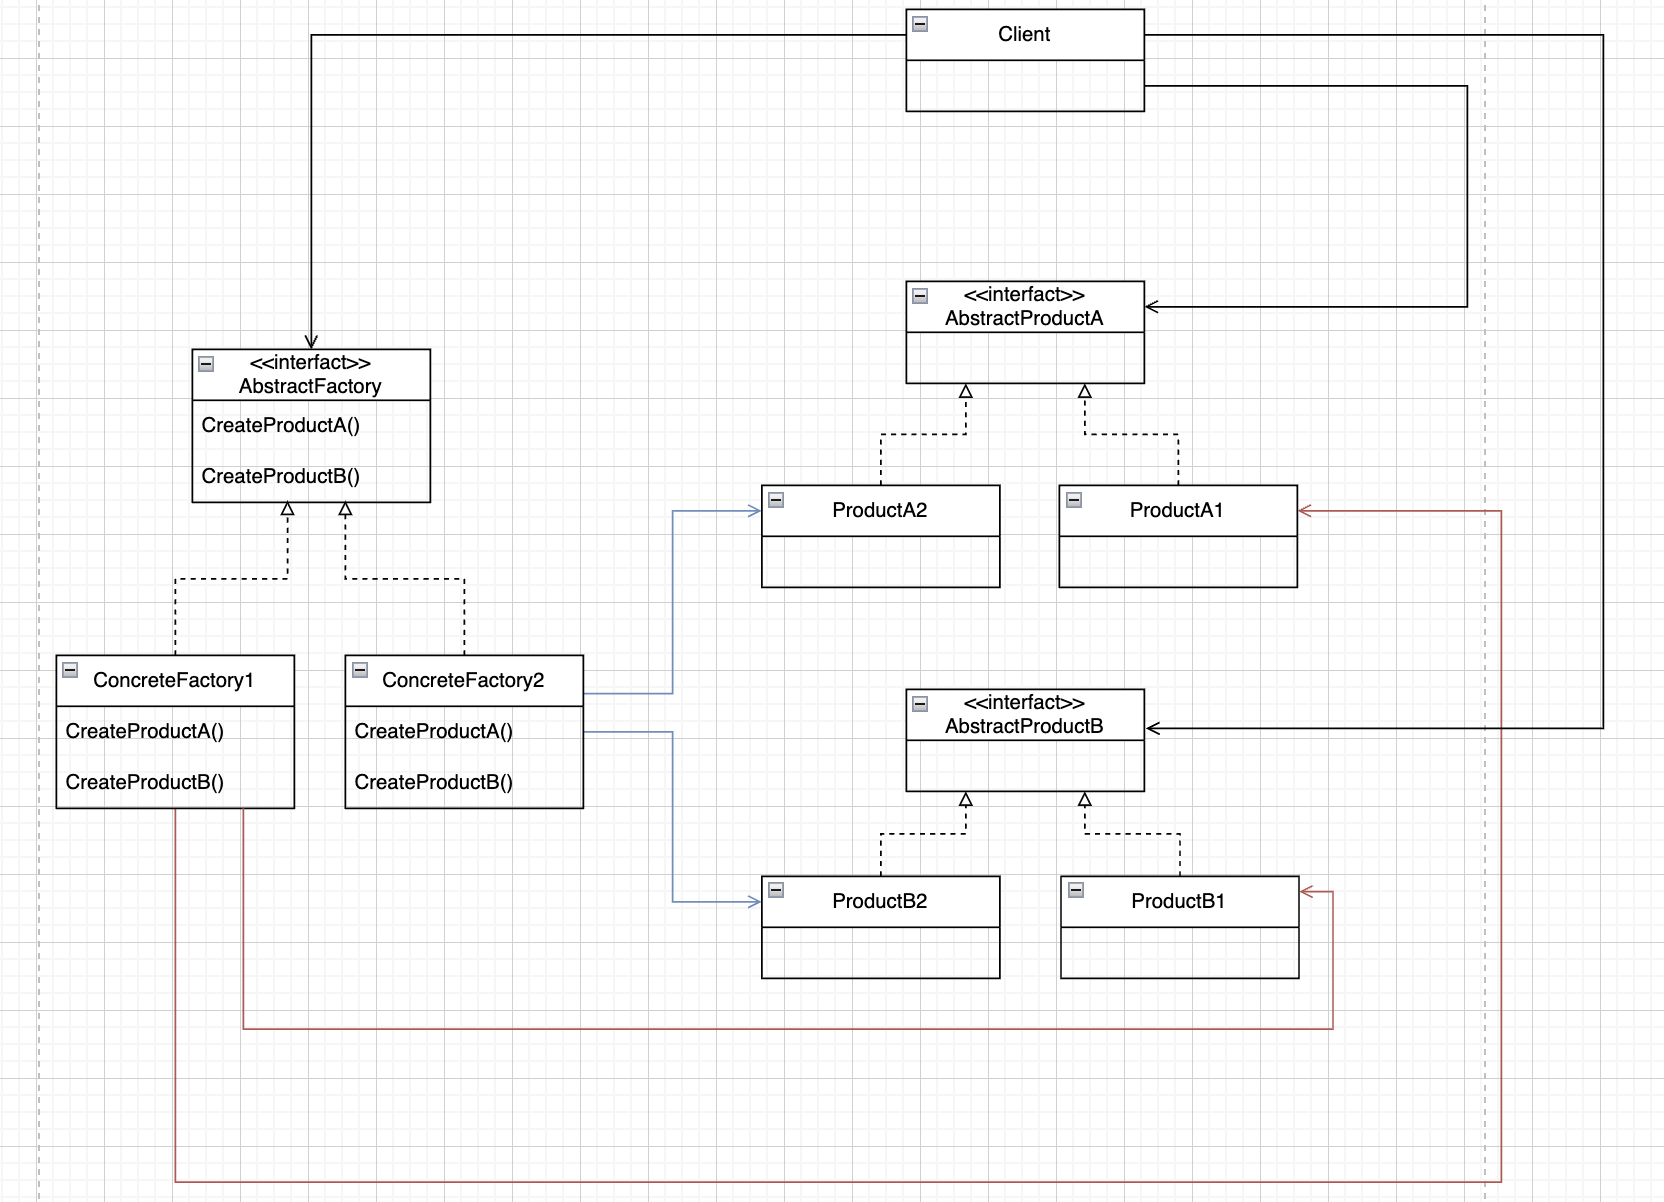 Client
<<interfact>>
AbstractProductA
<<interfact>>
AbstractFactory
CreateProductA()
CreateProductB()
ProductA2
ProductA1
ConcreteFactory1
CreateProductA()
CreateProductB()
ConcreteFactory2
CreateProductA()
CreateProductB()
<<interfact>>
AbstractProductB
ProductB2
ProductB1